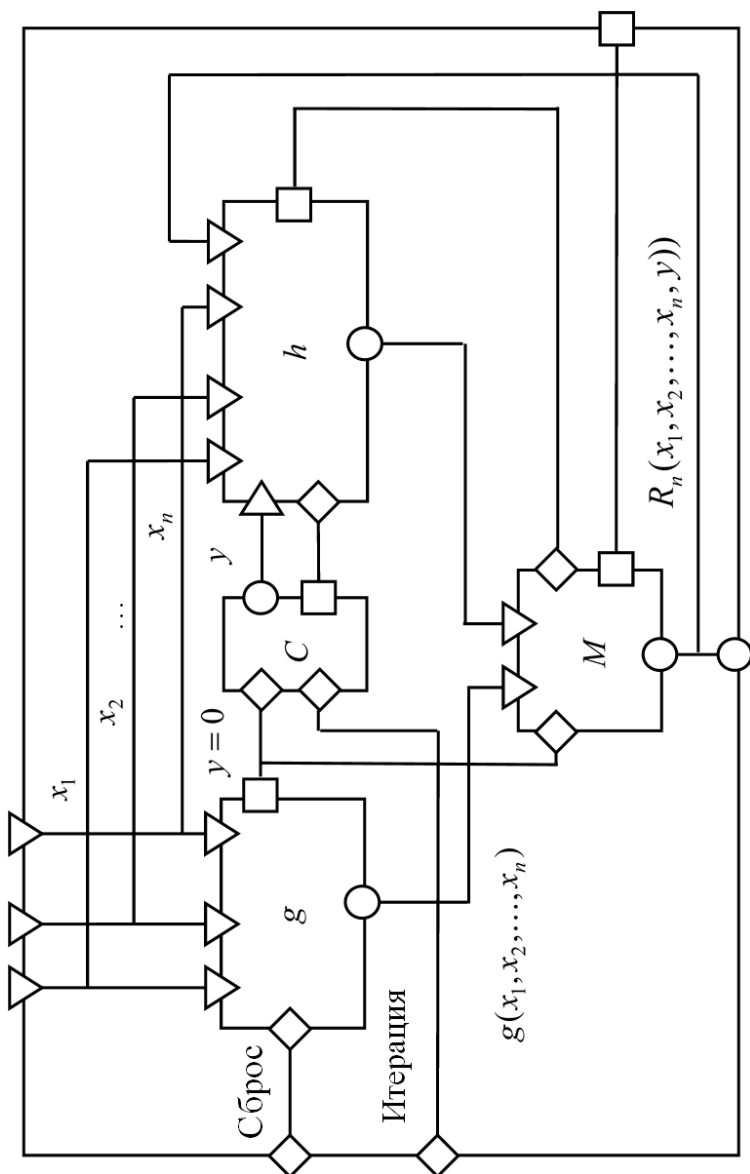 x₁
x₂
...
xₙ
Сброс
g
y = 0
C
y
h
Итерация
g(x₁, x₂,..., xₙ)
M
Rₙ(x₁, x₂,..., xₙ, y))